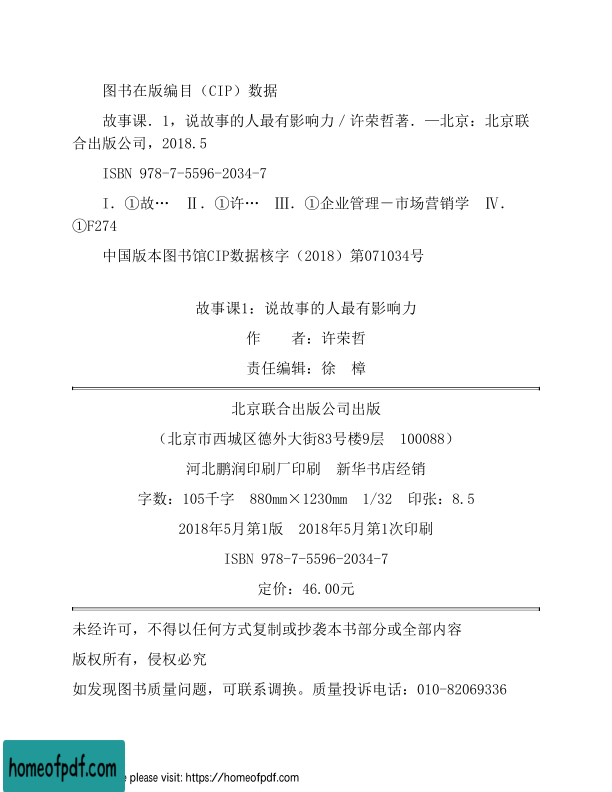 图书在版编目（CIP）数据
故事课．1，说故事的人最有影响力／许荣哲著．—北京：北京联
合出版公司，2018.5
ISBN 978-7-5596-2034-7
I．①故…　Ⅱ．①许…　Ⅲ．①企业管理－市场营销学　Ⅳ．
①F274
中国版本图书馆CIP数据核字（2018）第071034号
故事课1：说故事的人最有影响力
作　　者：许荣哲
责任编辑：徐　樟
北京联合出版公司出版
（北京市西城区德外大街83号楼9层　100088）
河北鹏润印刷厂印刷　新华书店经销
字数：105千字　880mm×1230mm　1/32　印张：8.5
2018年5月第1版　2018年5月第1次印刷
ISBN 978-7-5596-2034-7
定价：46.00元
未经许可，不得以任何方式复制或抄袭本书部分或全部内容
版权所有，侵权必究
如发现图书质量问题，可联系调换。质量投诉电话：010-82069336
homeofpdf.com
please visit: https://homeofpdf.com